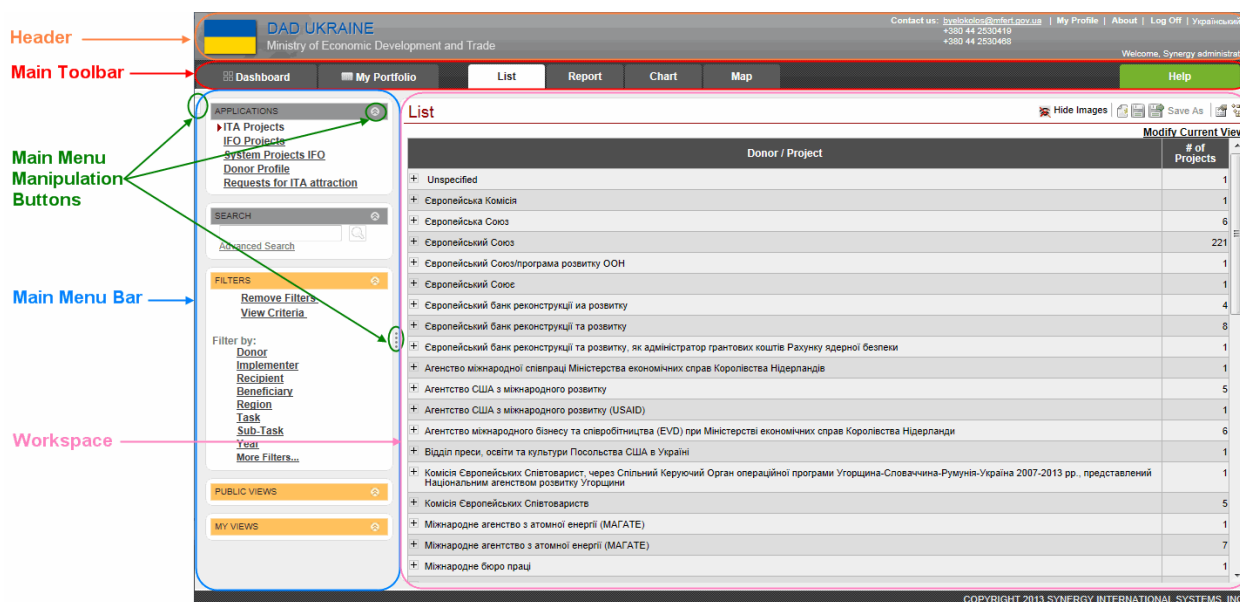 Contact us: byelokolos@mfert.gov.ua | My Profile | About | Log Off | Український
+380 44 2530419
+380 44 2530468
DAD UKRAINE
Ministry of Economic Development and Trade
Welcome, Synergy administrat
Header
Main Toolbar
Dashboard My Portfolio List Report Chart Map Help
APPLICATIONS
ITA Projects
IFO Projects
System Projects IFO
Donor Profile
Requests for ITA attraction
Main Menu
Manipulation
Buttons
SEARCH
Advanced Search
FILTERS
Remove Filters
View Criteria
Main Menu Bar
Filter by:
Donor
Implementer
Recipient
Beneficiary
Region
Task
Sub-Task
Year
More Filters...
Workspace
PUBLIC VIEWS
MY VIEWS
List
Hide Images Save As
Modify Current View
Donor / Project # of Projects
+ Unspecified 1
+ Європейська Комісія 1
+ Європейська Союз 6
+ Європейський Союз 221
+ Європейський Союз/програма розвитку ООН 1
+ Європейський Соює 1
+ Європейський банк реконструкції иа розвитку 4
+ Європейський банк реконструкції та розвитку 8
+ Європейський банк реконструкції та розвитку, як адміністратор грантових коштів Рахунку ядерної безпеки 1
+ Агенство міжнародної співпраці Міністерства економічних справ Королівства Нідерландів 1
+ Агентство США з міжнародного розвитку 5
+ Агентство США з міжнародного розвитку (USAID) 1
+ Агентство міжнародного бізнесу та співробітництва (EVD) при Міністерстві економічних справ Королівства Нідерланди 6
+ Відділ преси, освіти та культури Посольства США в Україні 1
+ Комісія Європейських Співтоварист, через Спільний Керуючий Орган операційної програми Угорщина-Словаччина-Румунія-Україна 2007-2013 рр., представлений 1
Національним агенством розвитку Угорщини
+ Комісія Європейських Співтовариств 5
+ Міжнародне агенство з атомної енергії (МАГАТЕ) 1
+ Міжнародне агентство з атомної енергії (МАГАТЕ) 7
+ Міжнародне бюро праці 1
COPYRIGHT 2013 SYNERGY INTERNATIONAL SYSTEMS, INC